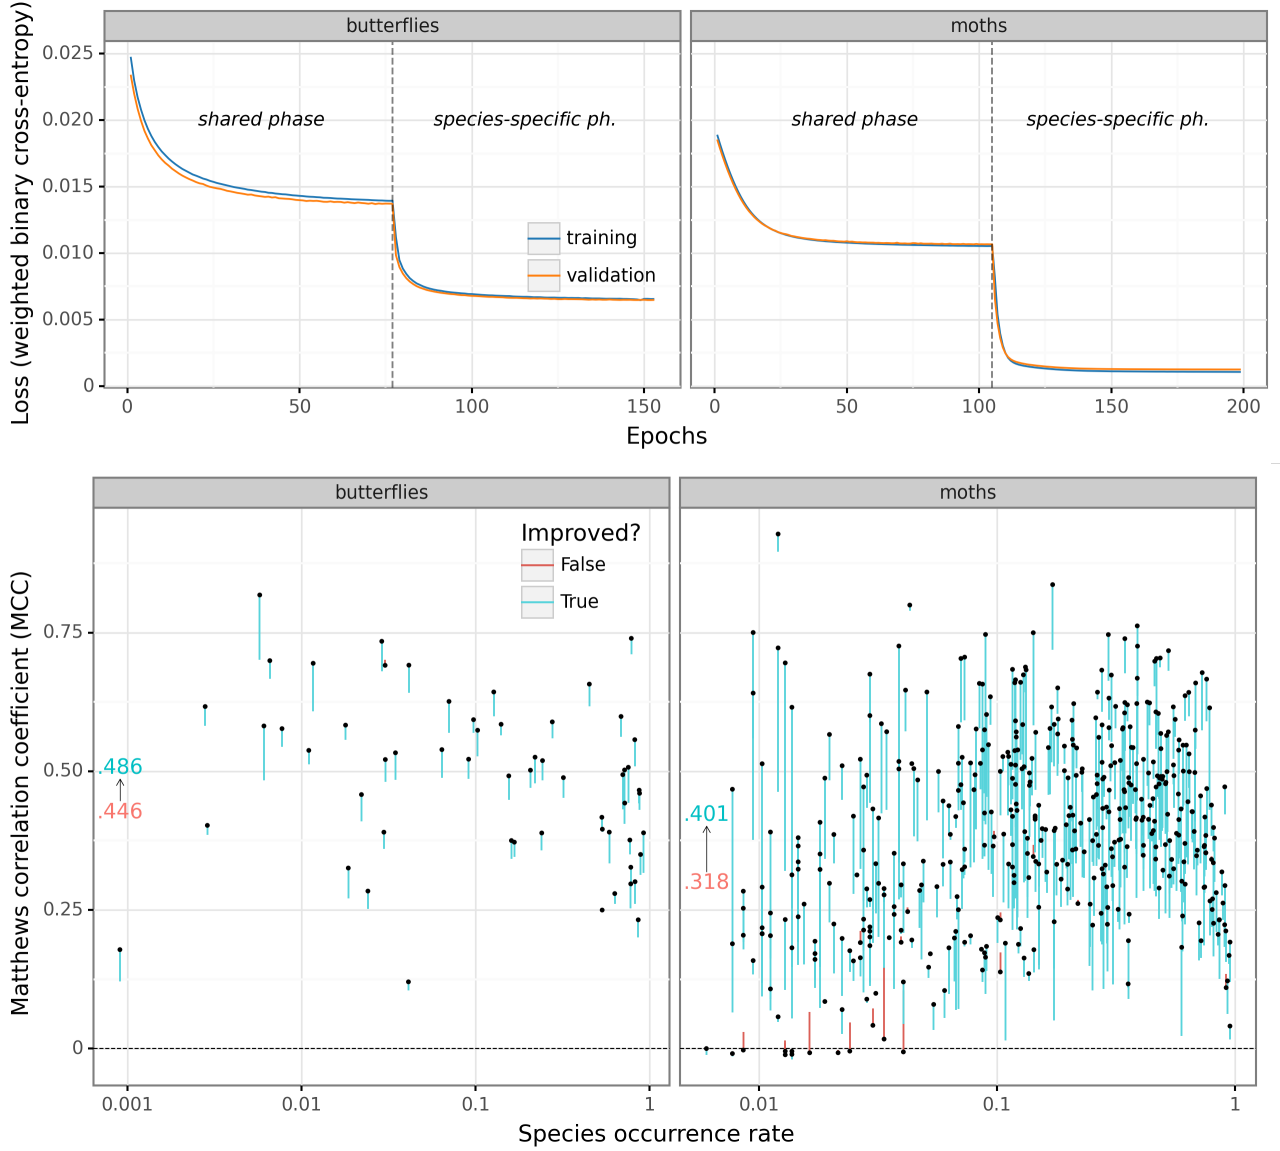 butterflies
moths
Loss (weighted binary cross-entropy)
0.025
0.020
0.015
0.010
0.005
0
shared phase
species-specific ph.
shared phase
species-specific ph.
training
validation
0
50
100
150
0
50
100
150
200
Epochs
butterflies
moths
Matthews correlation coefficient (MCC)
Improved?
False
True
0.75
0.50
0.25
0
.486
.446
.401
.318
0.001
0.01
0.1
1
0.01
0.1
1
Species occurrence rate